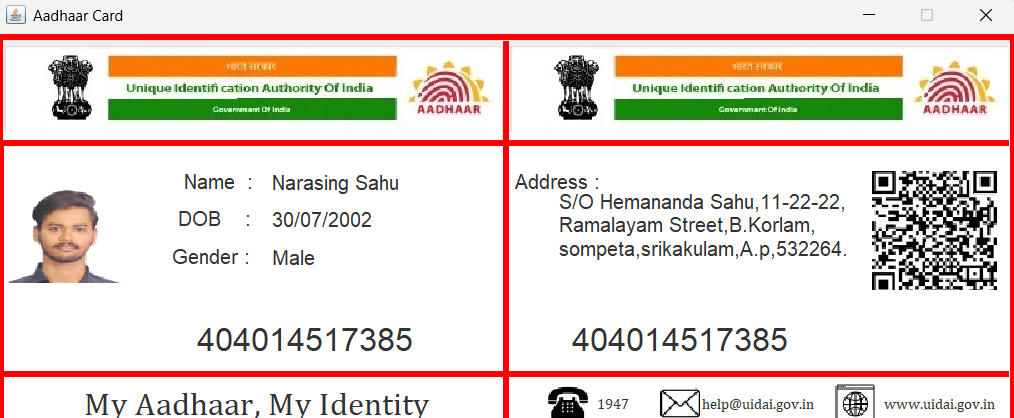 Aadhaar Card
भारत सरकार
Unique Identification Authority Of India
Government Of India
AADHAAR
भारत सरकार
Unique Identification Authority Of India
Government Of India
AADHAAR
Name : Narasing Sahu
DOB : 30/07/2002
Gender : Male
404014517385
Address :
S/O Hemananda Sahu,11-22-22,
Ramalayam Street,B.Korlam,
sompeta,srikakulam,A.p,532264.
404014517385
My Aadhaar, My Identity
1947
help@uidai.gov.in
www.uidai.gov.in